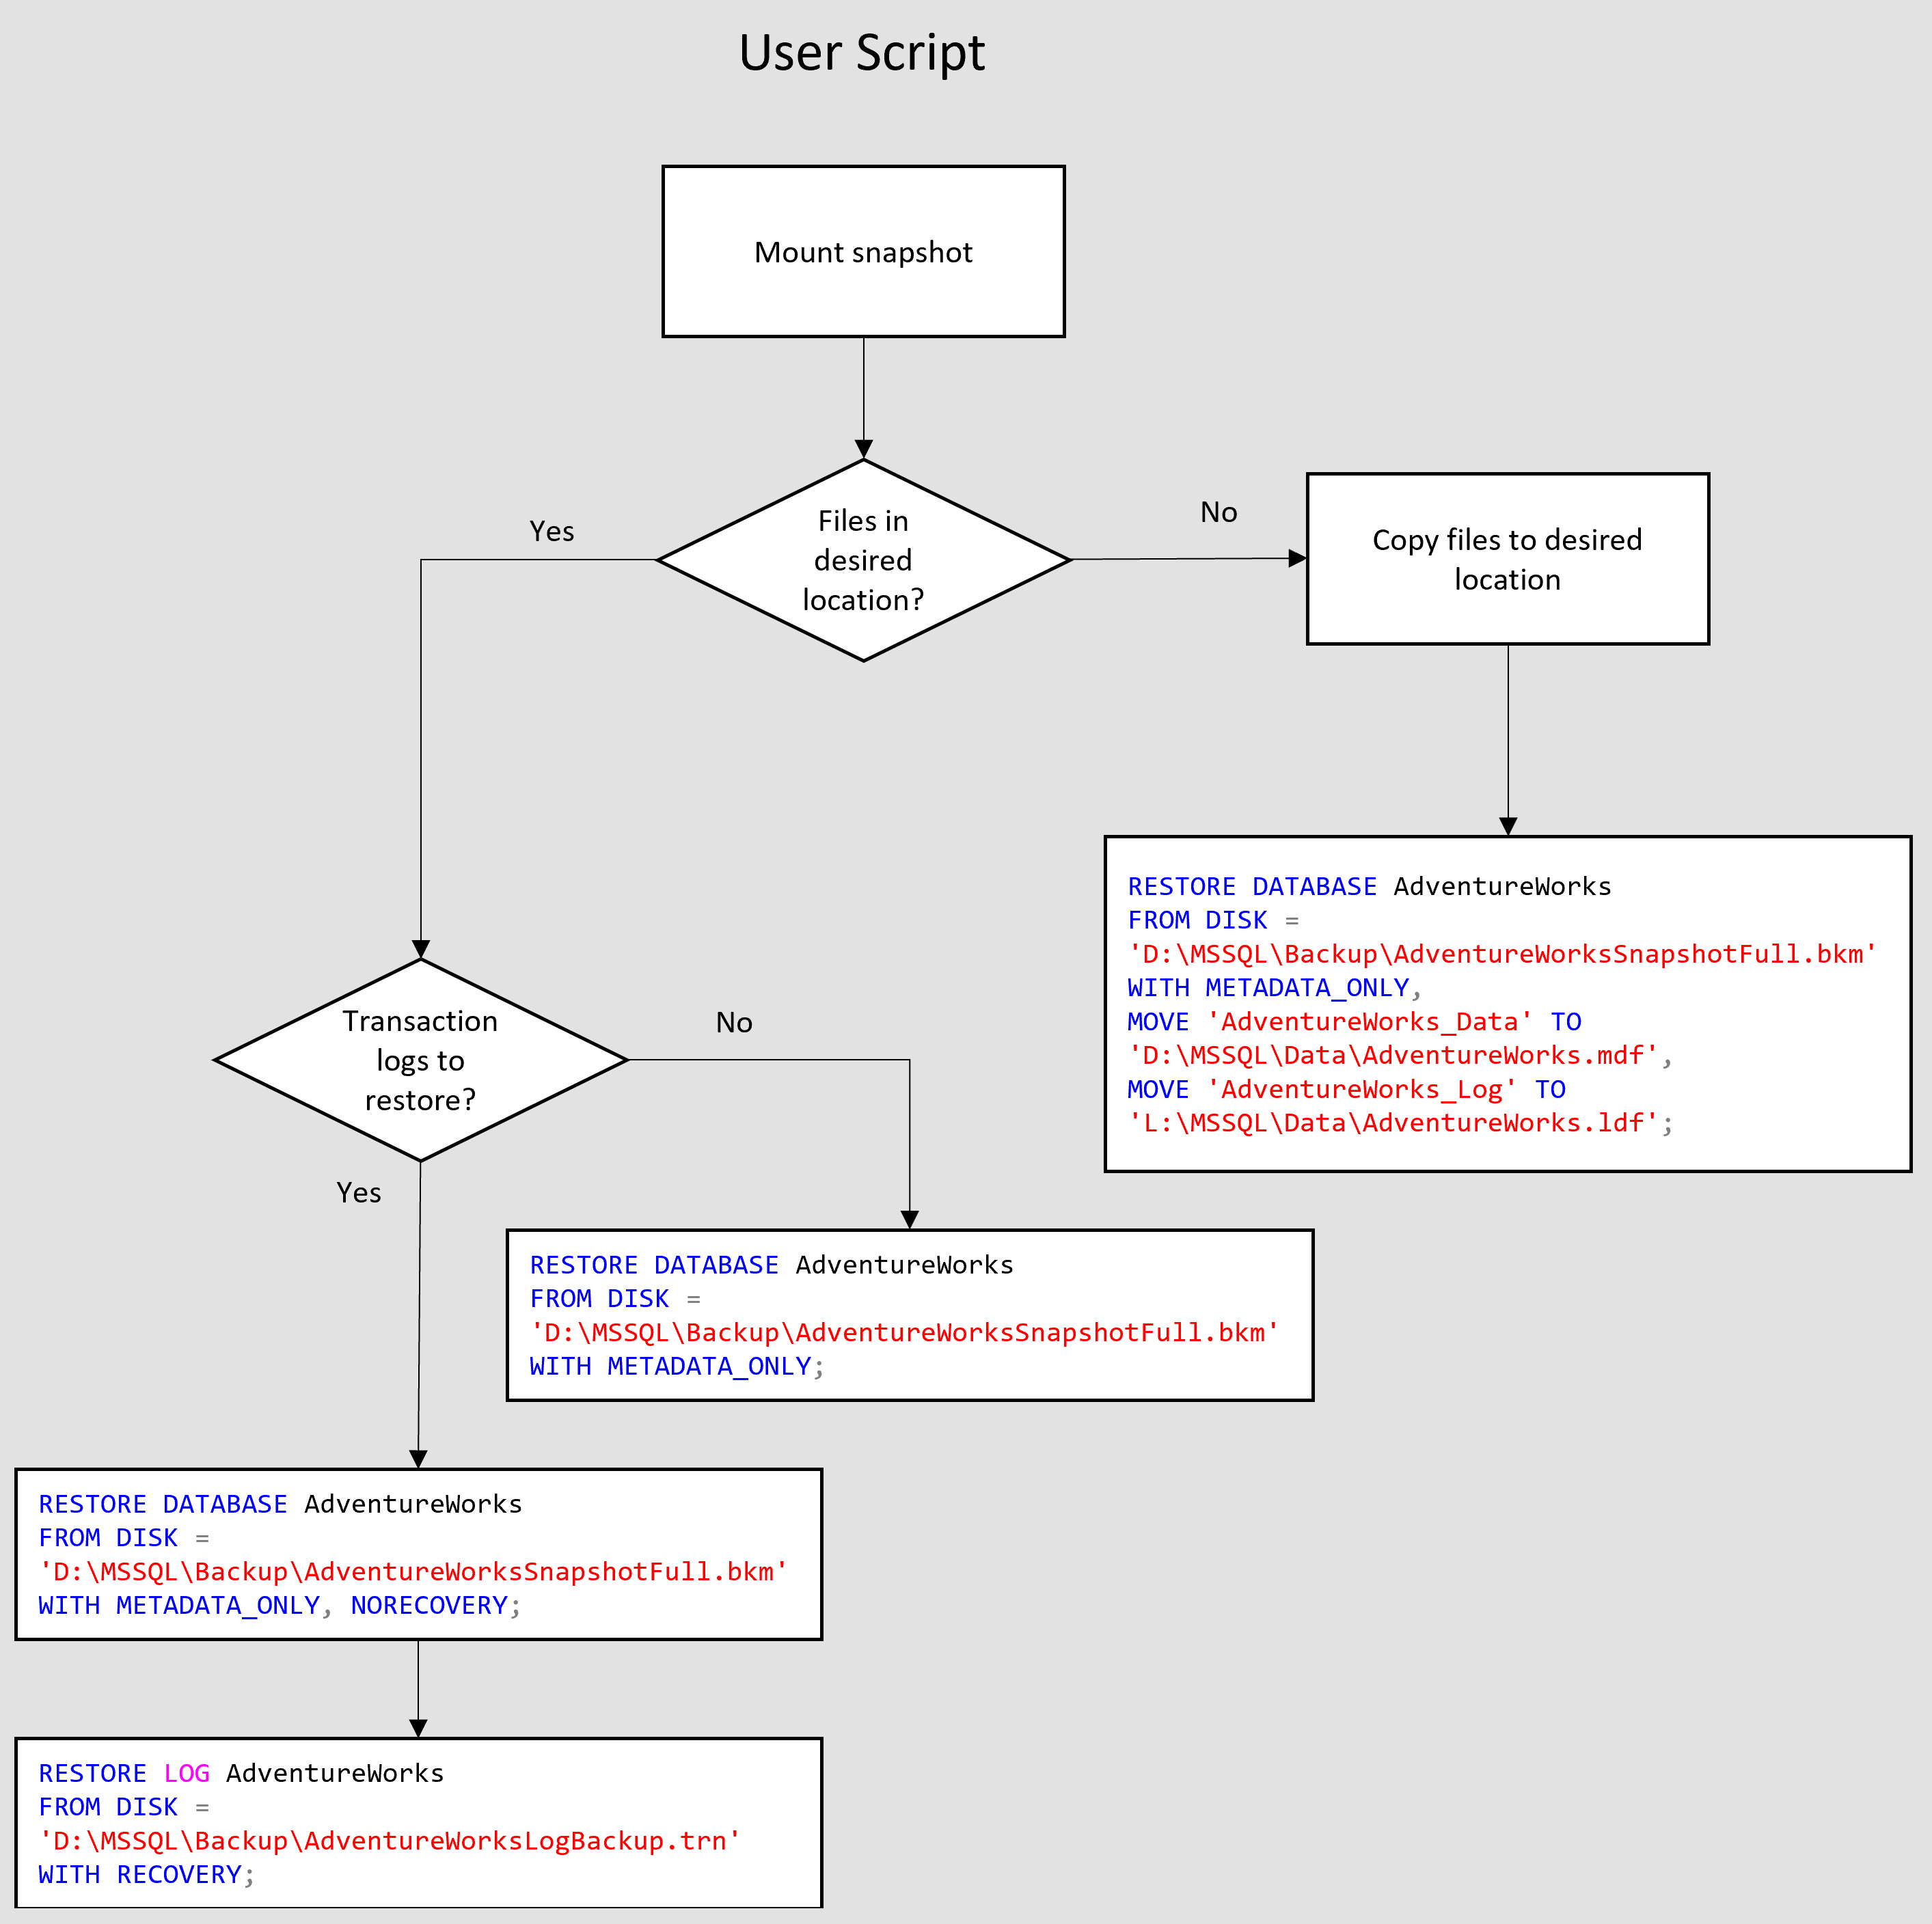 User Script
Mount snapshot
Files in
desired
location?
Yes
No
Copy files to desired
location
RESTORE DATABASE AdventureWorks
FROM DISK =
'D:\MSSQL\Backup\AdventureWorksSnapshotFull.bkm'
WITH METADATA_ONLY,
MOVE 'AdventureWorks_Data' TO
'D:\MSSQL\Data\AdventureWorks.mdf',
MOVE 'AdventureWorks_Log' TO
'L:\MSSQL\Data\AdventureWorks.ldf';
Transaction
logs to
restore?
No
Yes
RESTORE DATABASE AdventureWorks
FROM DISK =
'D:\MSSQL\Backup\AdventureWorksSnapshotFull.bkm'
WITH METADATA_ONLY;
RESTORE DATABASE AdventureWorks
FROM DISK =
'D:\MSSQL\Backup\AdventureWorksSnapshotFull.bkm'
WITH METADATA_ONLY, NORECOVERY;
RESTORE LOG AdventureWorks
FROM DISK =
'D:\MSSQL\Backup\AdventureWorksLogBackup.trn'
WITH RECOVERY;